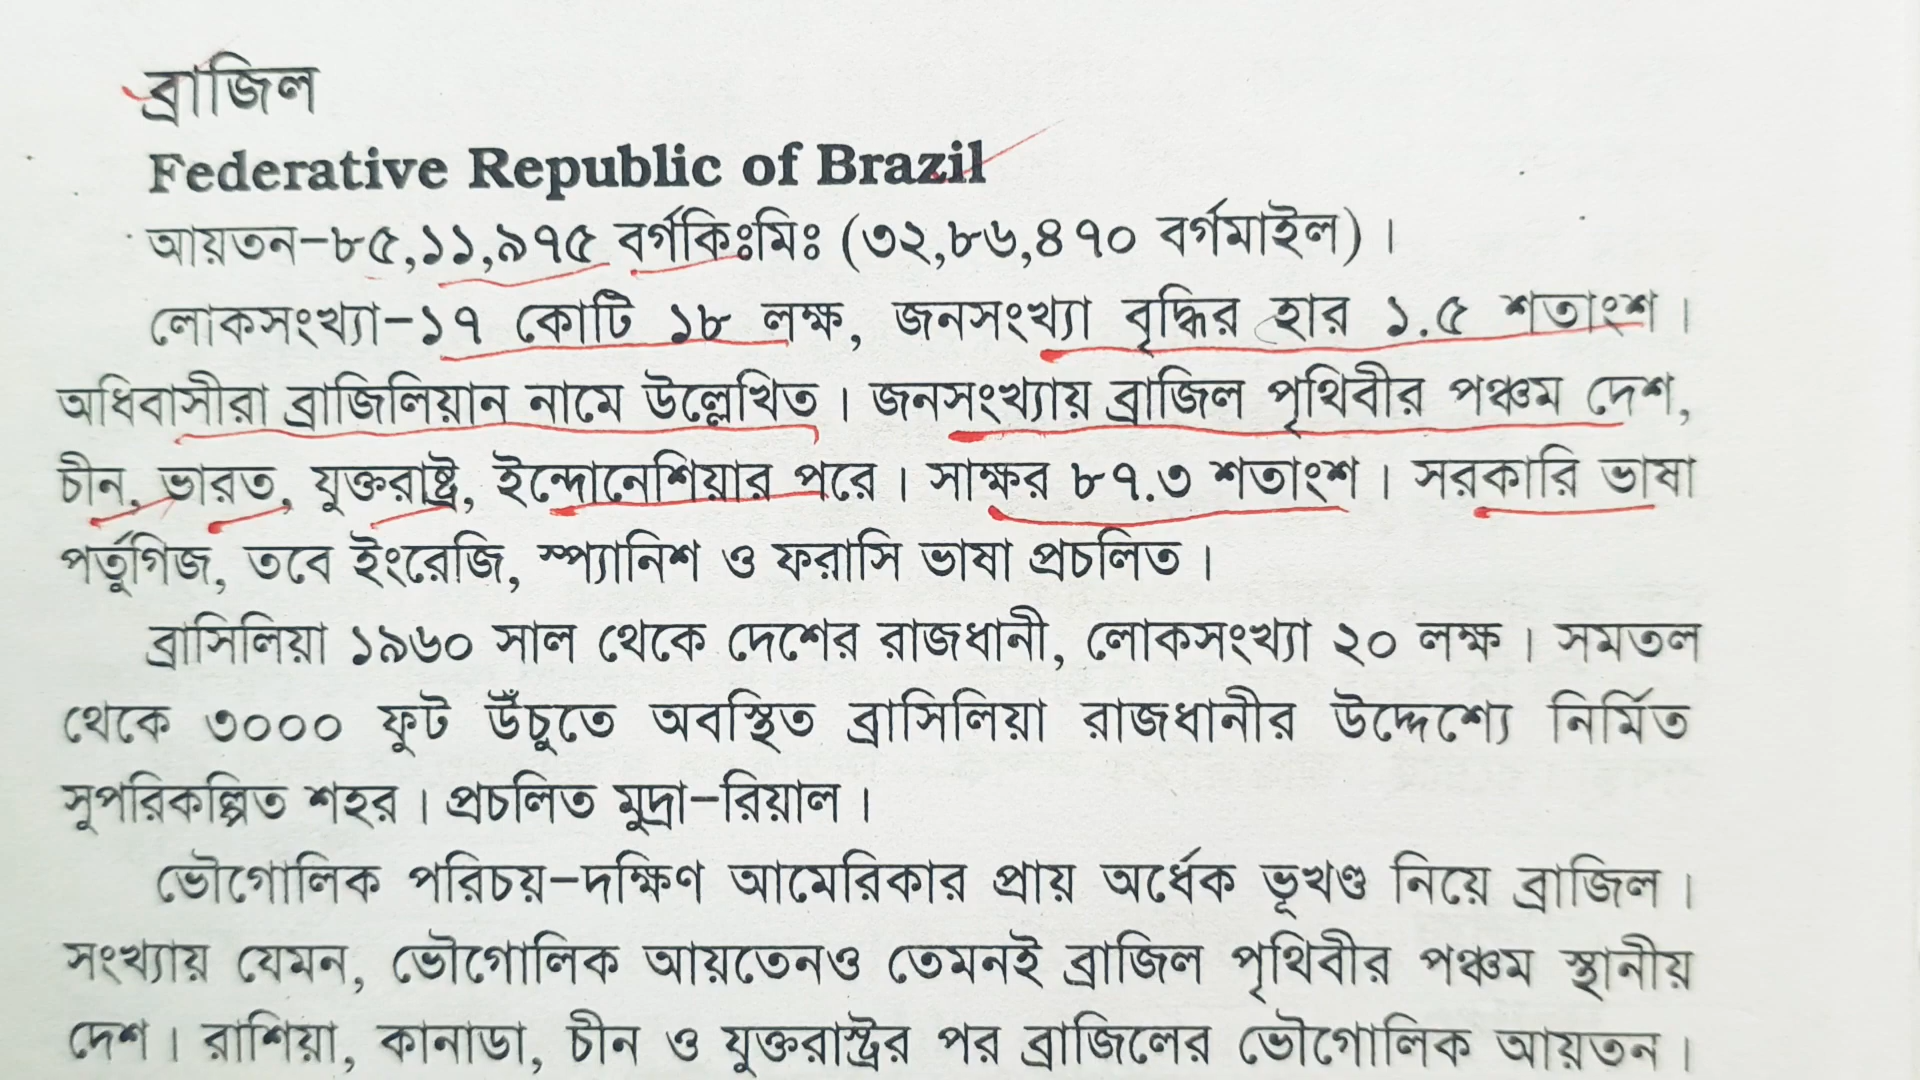 ব্রাজিল
Federative Republic of Brazil
আয়তন-৮৫,১১,৯৭৫ বর্গকিঃমিঃ (৩২,৮৬,৪৭০ বর্গমাইল)।
লোকসংখ্যা-১৭ কোটি ১৮ লক্ষ, জনসংখ্যা বৃদ্ধির হার ১.৫ শতাংশ।
অধিবাসীরা ব্রাজিলিয়ান নামে উল্লেখিত। জনসংখ্যায় ব্রাজিল পৃথিবীর পঞ্চম দেশ,
চীন, ভারত, যুক্তরাষ্ট্র, ইন্দোনেশিয়ার পরে। সাক্ষর ৮৭.৩ শতাংশ। সরকারি ভাষা
পর্তুগিজ, তবে ইংরেজি, স্প্যানিশ ও ফরাসি ভাষা প্রচলিত।
ব্রাসিলিয়া ১৯৬০ সাল থেকে দেশের রাজধানী, লোকসংখ্যা ২০ লক্ষ। সমতল
থেকে ৩০০০ ফুট উঁচুতে অবস্থিত ব্রাসিলিয়া রাজধানীর উদ্দেশ্যে নির্মিত
সুপরিকল্পিত শহর। প্রচলিত মুদ্রা-রিয়াল।
ভৌগোলিক পরিচয়-দক্ষিণ আমেরিকার প্রায় অর্ধেক ভূখণ্ড নিয়ে ব্রাজিল।
সংখ্যায় যেমন, ভৌগোলিক আয়তেনও তেমনই ব্রাজিল পৃথিবীর পঞ্চম স্থানীয়
দেশ। রাশিয়া, কানাডা, চীন ও যুক্তরাস্ট্রর পর ব্রাজিলের ভৌগোলিক আয়তন।